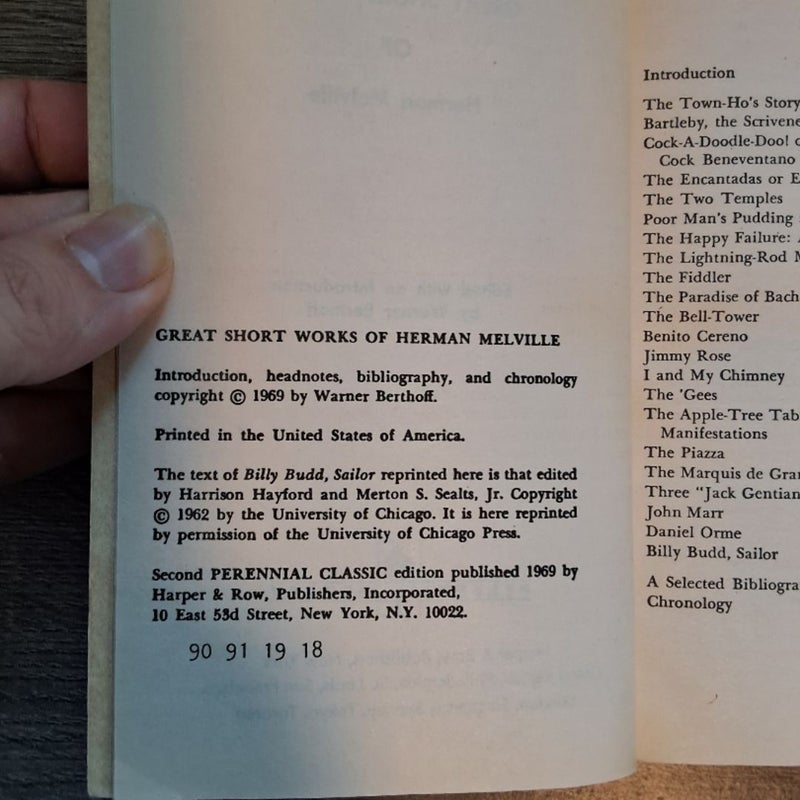 GREAT SHORT WORKS OF HERMAN MELVILLE
Introduction, headnotes, bibliography, and chronology
copyright © 1969 by Warner Berthoff.
Printed in the United States of America.
The text of Billy Budd, Sailor reprinted here is that edited
by Harrison Hayford and Merton S. Sealts, Jr. Copyright
© 1962 by the University of Chicago. It is here reprinted
by permission of the University of Chicago Press.
Second PERENNIAL CLASSIC edition published 1969 by
Harper & Row, Publishers, Incorporated,
10 East 53d Street, New York, N.Y. 10022.
90 91 19 18
Introduction
The Town-Ho's Story
Bartleby, the
Cock-A-Doodle-Doo!
Cock Beneventano
The Encantadas or
The Two Temples
Poor Man's Pudding
The Happy Failure:
The Lightning-Rod
The Fiddler
The Paradise of
The Bell-Tower
Benito Cereno
Jimmy Rose
I and My Chimney
The 'Gees
The Apple-Tree
Manifestations
The Piazza
The Marquis de
Three "Jack
John Marr
Daniel Orme
Billy Budd, Sailor
A Selected
Chronology